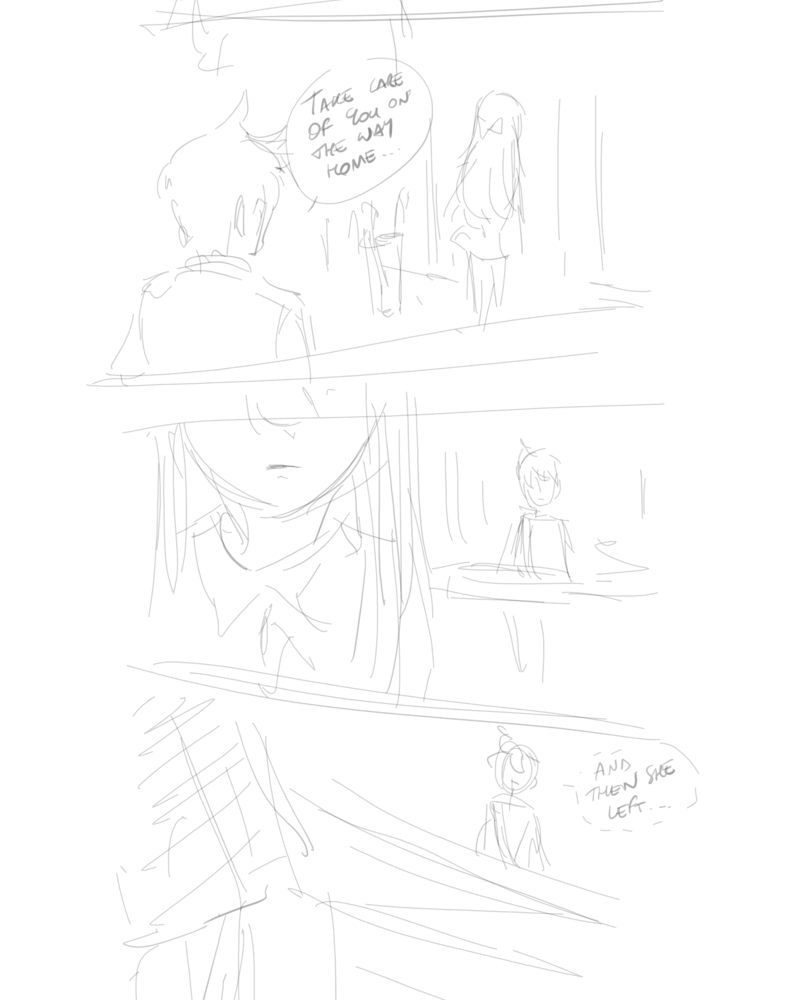 TAKE CARE
OF YOU ON
THE WAY
HOME...
AND
THEN SHE
LEFT....